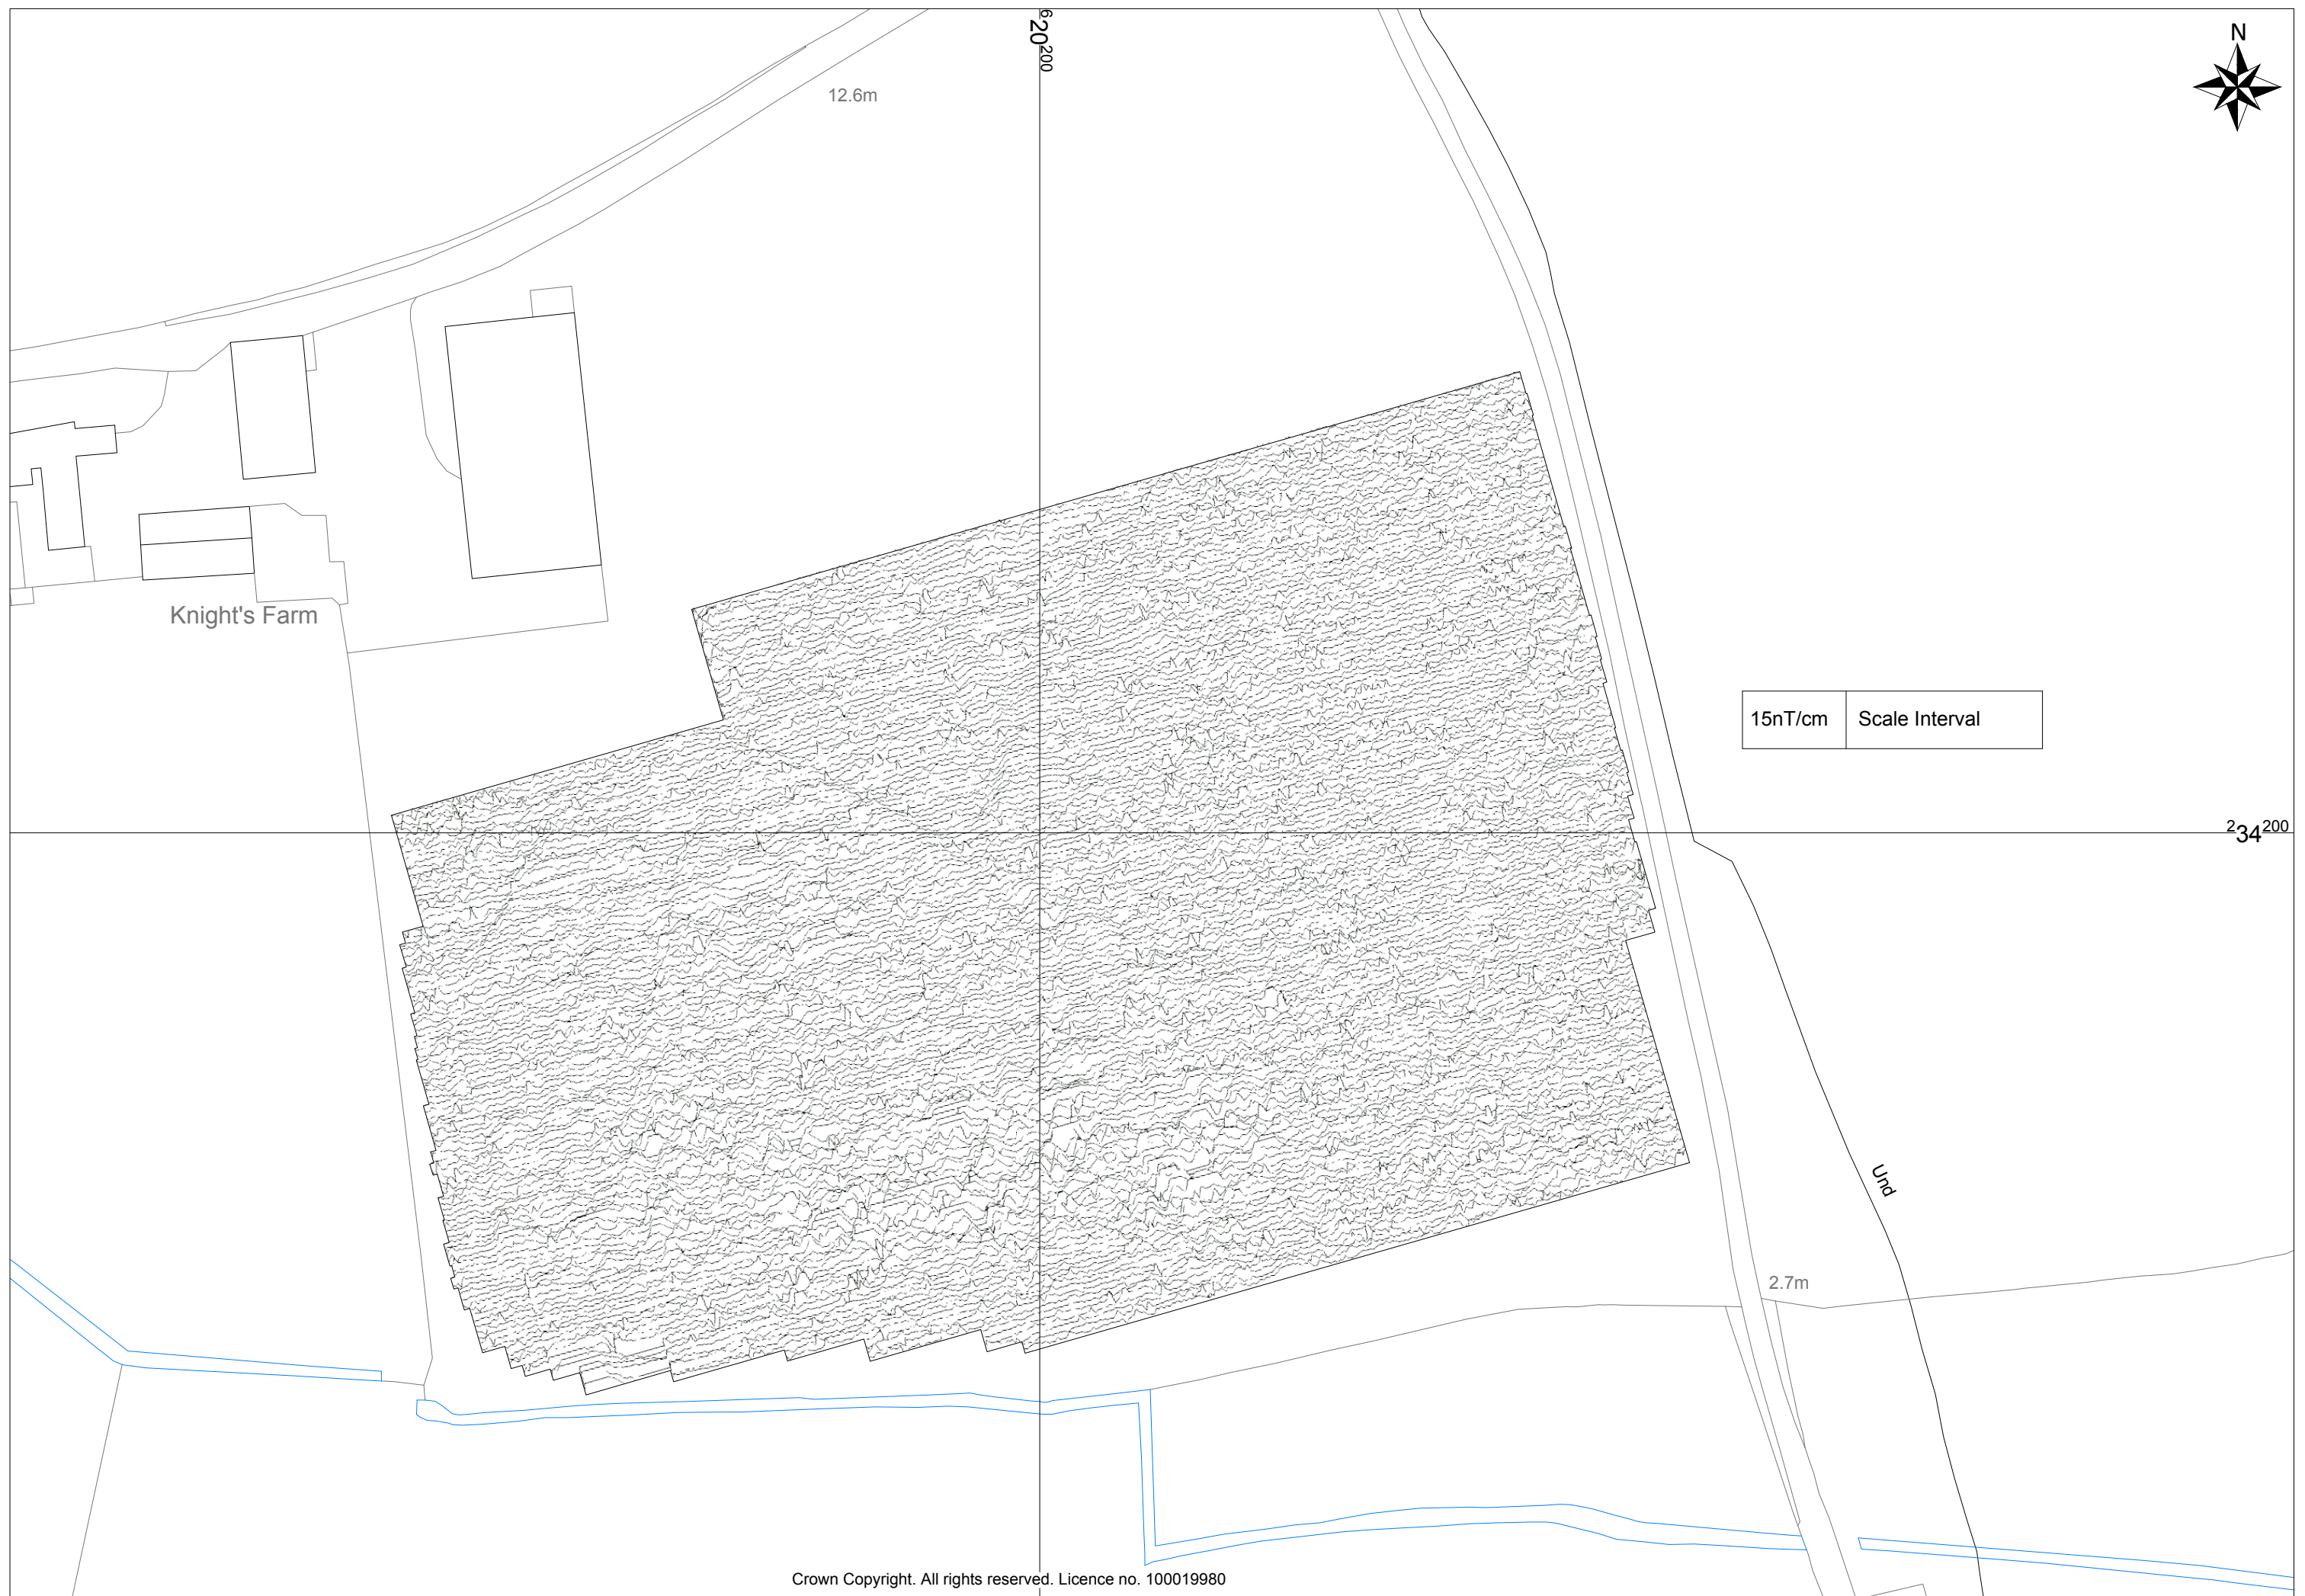 N
620200
12.6m
Knight's Farm
15nT/cm Scale Interval
234200
Und
2.7m
Crown Copyright. All rights reserved. Licence no. 100019980